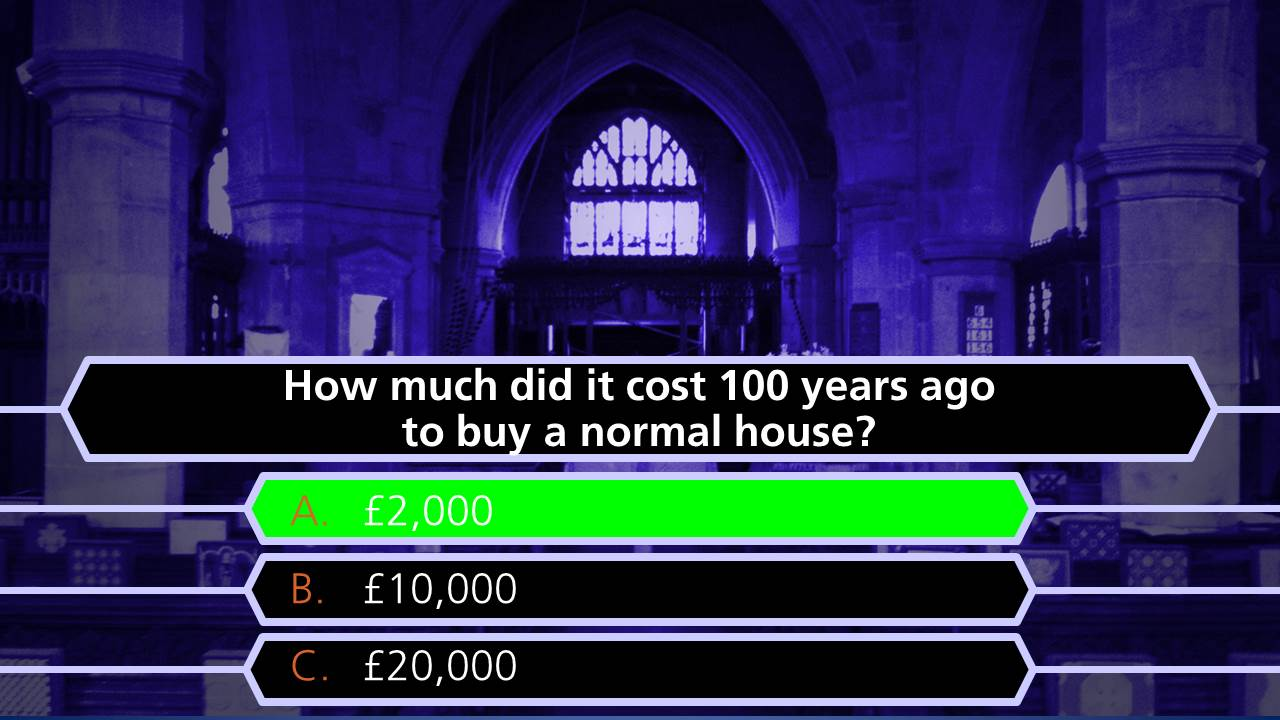 How much did it cost 100 years ago
to buy a normal house?
A. £2,000
B. £10,000
C. £20,000